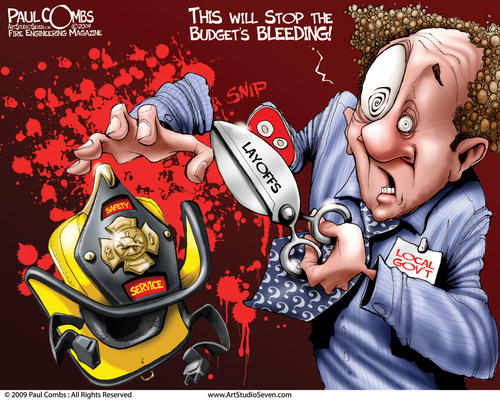 PAUL COMBS
ARTSTUDIOSEVEN.COM ©2009
FIRE ENGINEERING MAGAZINE
THIS WILL STOP THE
BUDGET'S BLEEDING!
SNIP
LAYOFFS
SAFETY
SERVICE
LOCAL
GOV'T
? ? ? ? ? ? ?
© 2009 Paul Combs : All Rights Reserved
www.ArtStudioSeven.com